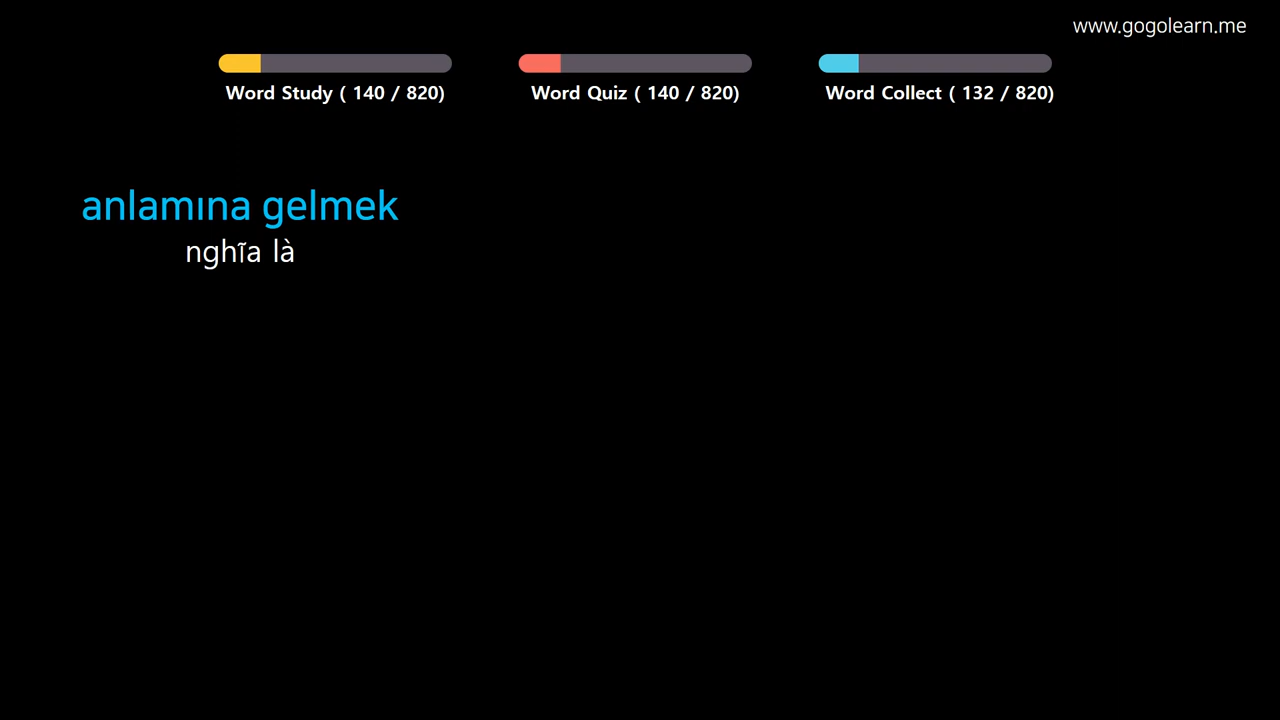 www.gogolearn.me
Word Study ( 140 / 820)
Word Quiz ( 140 / 820)
Word Collect ( 132 / 820)
anlamına gelmek
nghĩa là